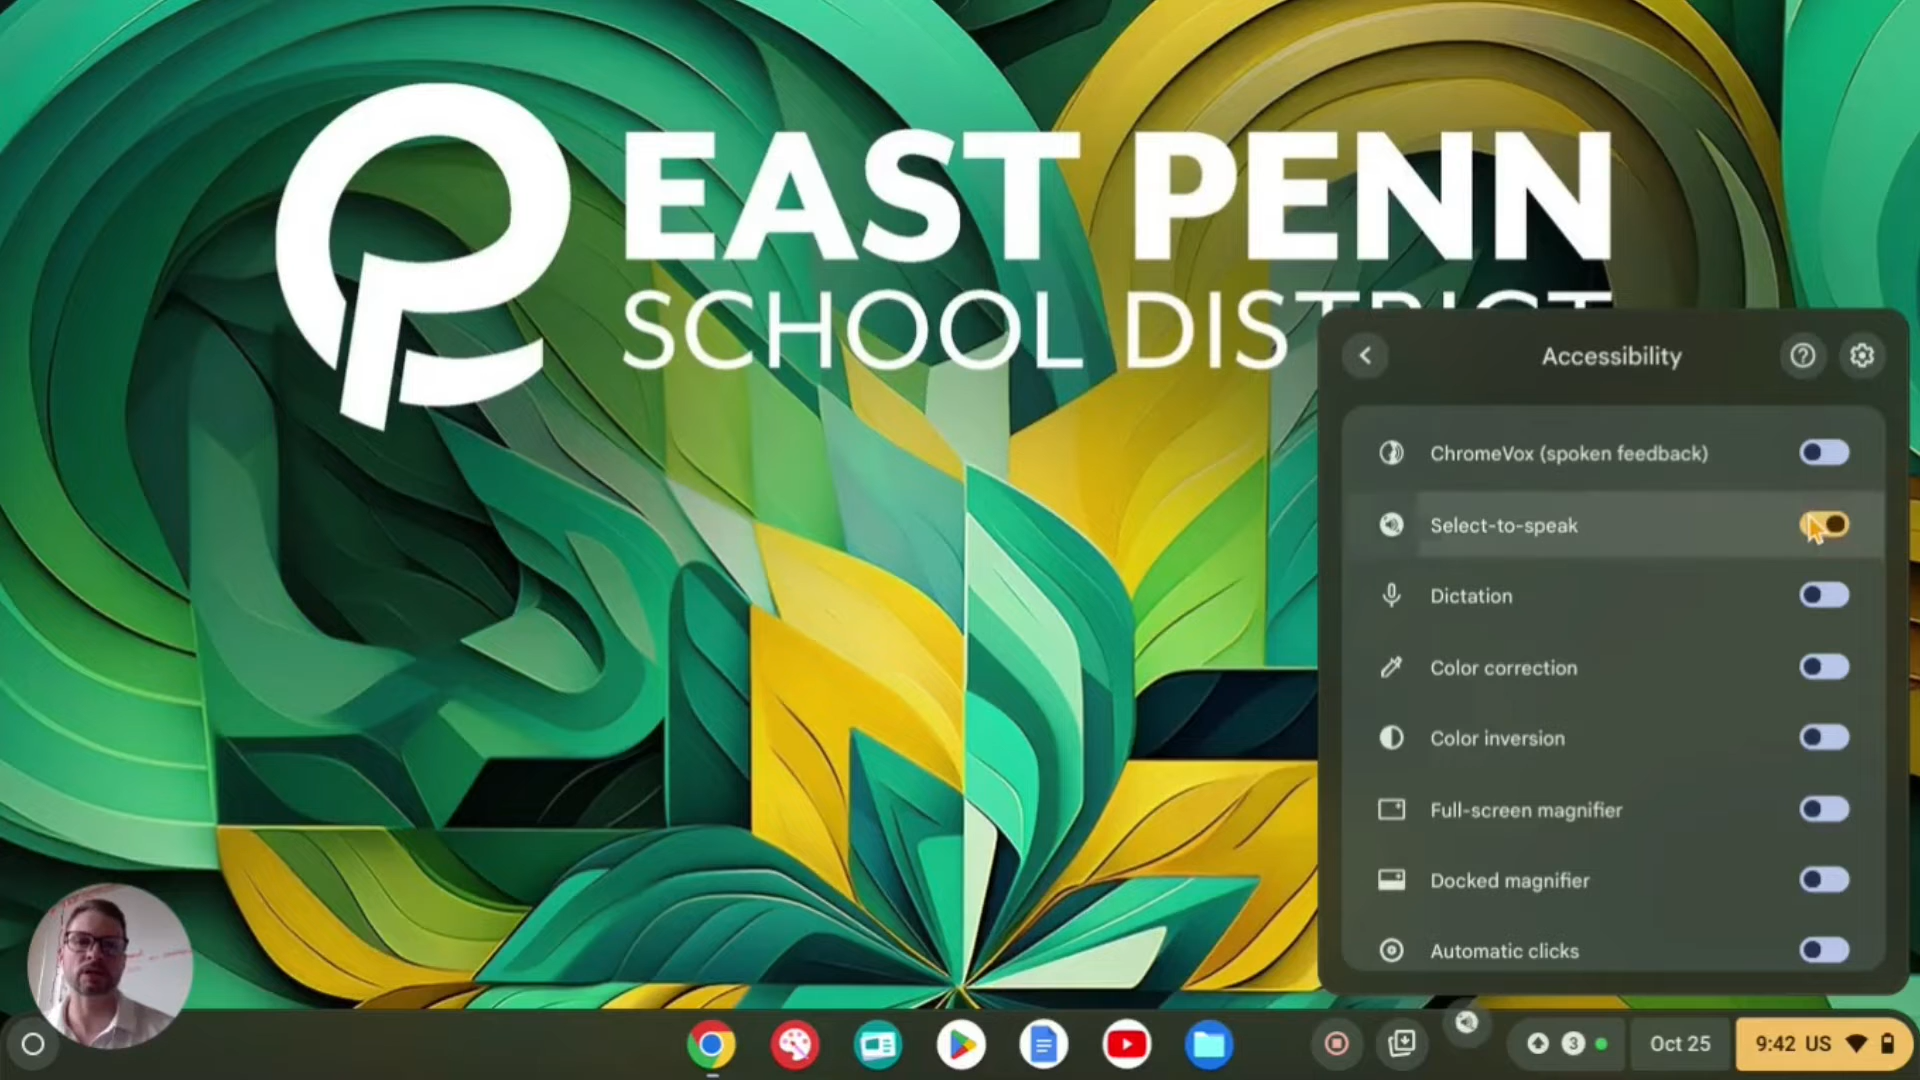 EAST PENN
SCHOOL DISTRICT
Accessibility
ChromeVox (spoken feedback)
Select-to-speak
Dictation
Color correction
Color inversion
Full-screen magnifier
Docked magnifier
Automatic clicks
3
Oct 25
9:42 US